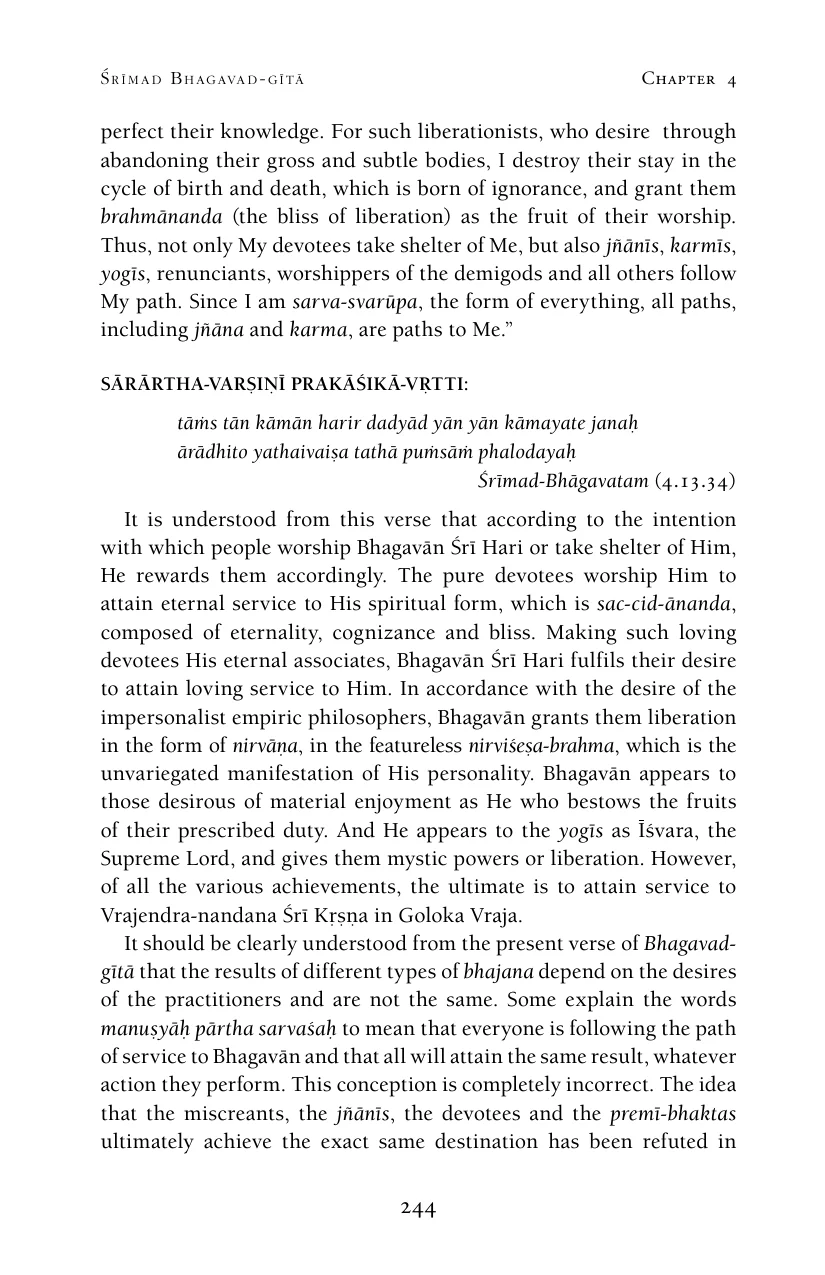 Śrīmad Bhagavad-gītā Chapter 4
perfect their knowledge. For such liberationists, who desire through
abandoning their gross and subtle bodies, I destroy their stay in the
cycle of birth and death, which is born of ignorance, and grant them
brahmānanda (the bliss of liberation) as the fruit of their worship.
Thus, not only My devotees take shelter of Me, but also jñānīs, karmīs,
yogīs, renunciants, worshippers of the demigods and all others follow
My path. Since I am sarva-svarūpa, the form of everything, all paths,
including jñāna and karma, are paths to Me.”
SĀRĀRTHA-VARṢIṆĪ PRAKĀŚIKĀ-VṚTTI:
tāṁs tān kāmān harir dadyād yān yān kāmayate janaḥ
ārādhito yathaivaiṣa tathā puṁsāṁ phalodayaḥ
Śrīmad-Bhāgavatam (4.13.34)
It is understood from this verse that according to the intention
with which people worship Bhagavān Śrī Hari or take shelter of Him,
He rewards them accordingly. The pure devotees worship Him to
attain eternal service to His spiritual form, which is sac-cid-ānanda,
composed of eternality, cognizance and bliss. Making such loving
devotees His eternal associates, Bhagavān Śrī Hari fulfils their desire
to attain loving service to Him. In accordance with the desire of the
impersonalist empiric philosophers, Bhagavān grants them liberation
in the form of nirvāṇa, in the featureless nirviśeṣa-brahma, which is the
unvariegated manifestation of His personality. Bhagavān appears to
those desirous of material enjoyment as He who bestows the fruits
of their prescribed duty. And He appears to the yogīs as Īśvara, the
Supreme Lord, and gives them mystic powers or liberation. However,
of all the various achievements, the ultimate is to attain service to
Vrajendra-nandana Śrī Kṛṣṇa in Goloka Vraja.
It should be clearly understood from the present verse of Bhagavad-
gītā that the results of different types of bhajana depend on the desires
of the practitioners and are not the same. Some explain the words
manuṣyāḥ pārtha sarvaśaḥ to mean that everyone is following the path
of service to Bhagavān and that all will attain the same result, whatever
action they perform. This conception is completely incorrect. The idea
that the miscreants, the jñānīs, the devotees and the premī-bhaktas
ultimately achieve the exact same destination has been refuted in
244